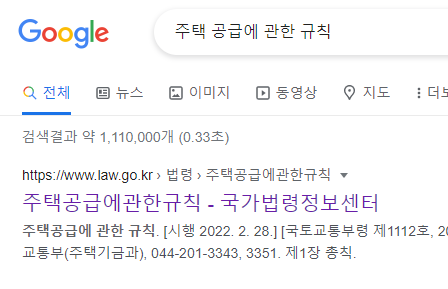 Google 주택 공급에 관한 규칙
전체 뉴스 이미지 동영상 지도 더보
검색결과 약 1,110,000개 (0.33초)
https://www.law.go.kr › 법령 › 주택공급에관한규칙
주택공급에관한규칙 - 국가법령정보센터
주택공급에 관한 규칙. [시행 2022. 2. 28.] [국토교통부령 제1112호, 20
교통부(주택기금과), 044-201-3343, 3351. 제1장 총칙.